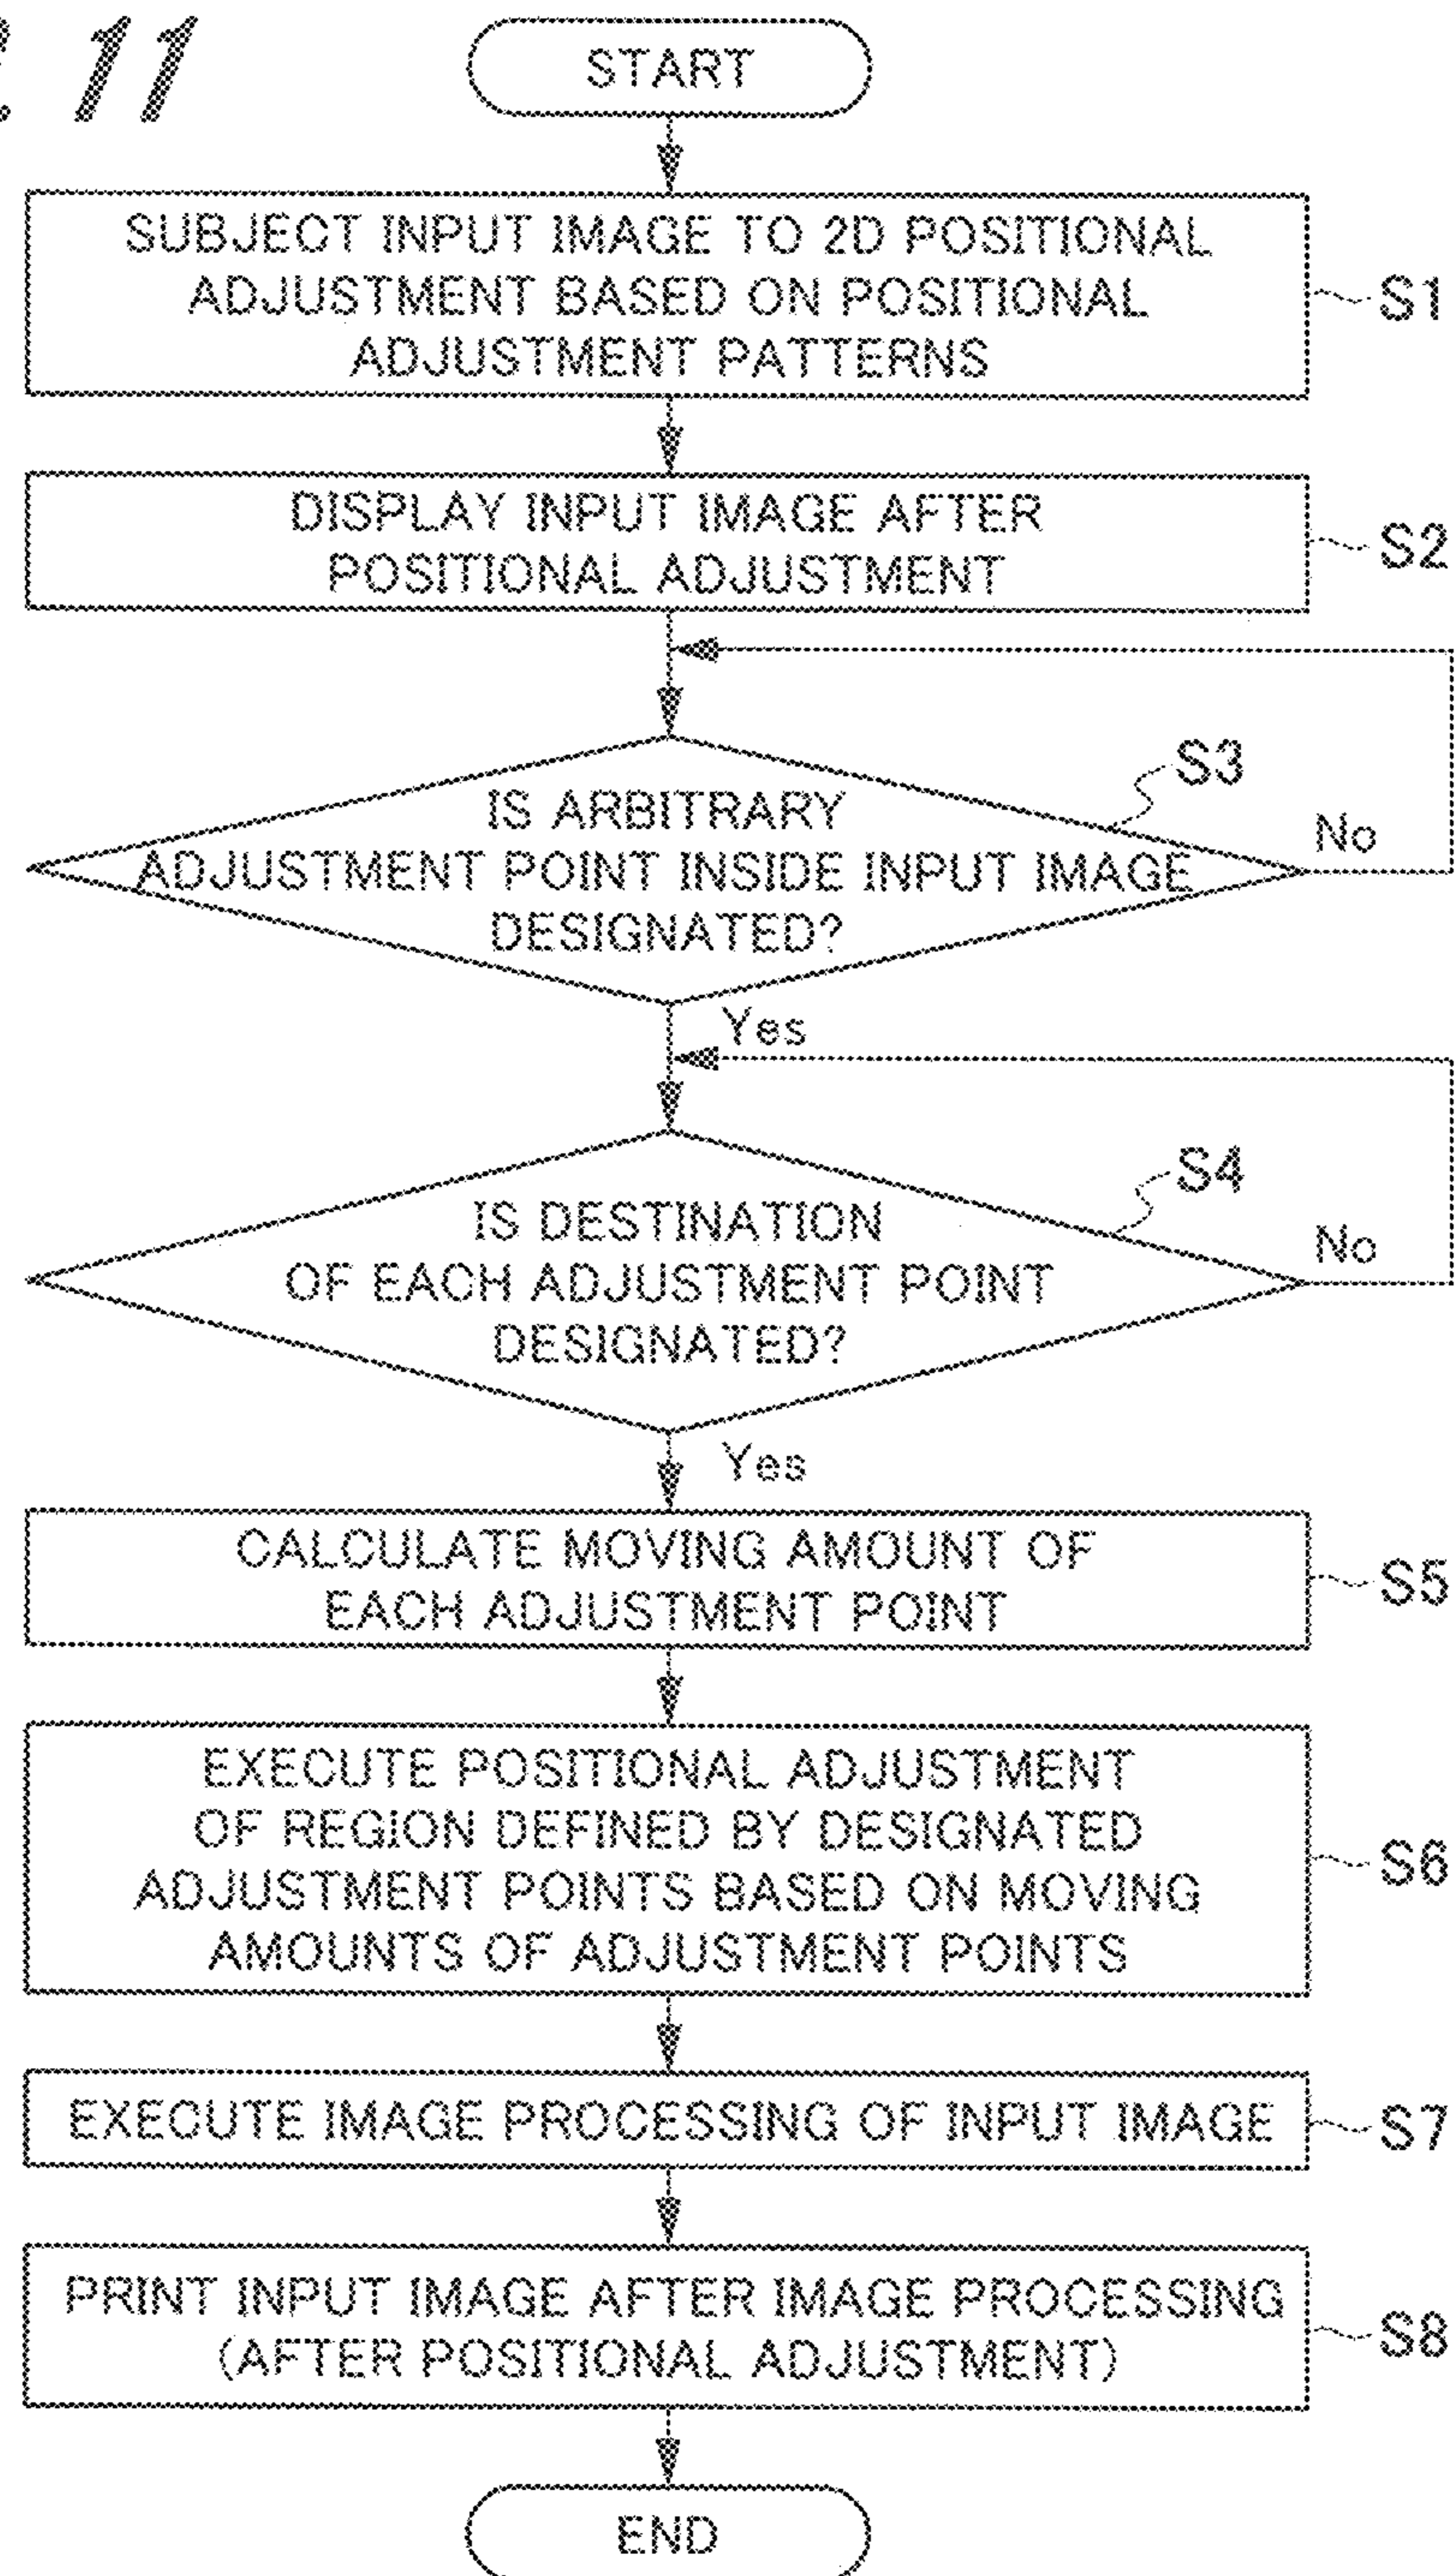 11
START
SUBJECT INPUT IMAGE TO 2D POSITIONAL
ADJUSTMENT BASED ON POSITIONAL
ADJUSTMENT PATTERNS
S1
DISPLAY INPUT IMAGE AFTER
POSITIONAL ADJUSTMENT
S2
S3
IS ARBITRARY
ADJUSTMENT POINT INSIDE INPUT IMAGE
DESIGNATED?
No
Yes
S4
IS DESTINATION
OF EACH ADJUSTMENT POINT
DESIGNATED?
No
Yes
CALCULATE MOVING AMOUNT OF
EACH ADJUSTMENT POINT
S5
EXECUTE POSITIONAL ADJUSTMENT
OF REGION DEFINED BY DESIGNATED
ADJUSTMENT POINTS BASED ON MOVING
AMOUNTS OF ADJUSTMENT POINTS
S6
EXECUTE IMAGE PROCESSING OF INPUT IMAGE
S7
PRINT INPUT IMAGE AFTER IMAGE PROCESSING
(AFTER POSITIONAL ADJUSTMENT)
S8
END